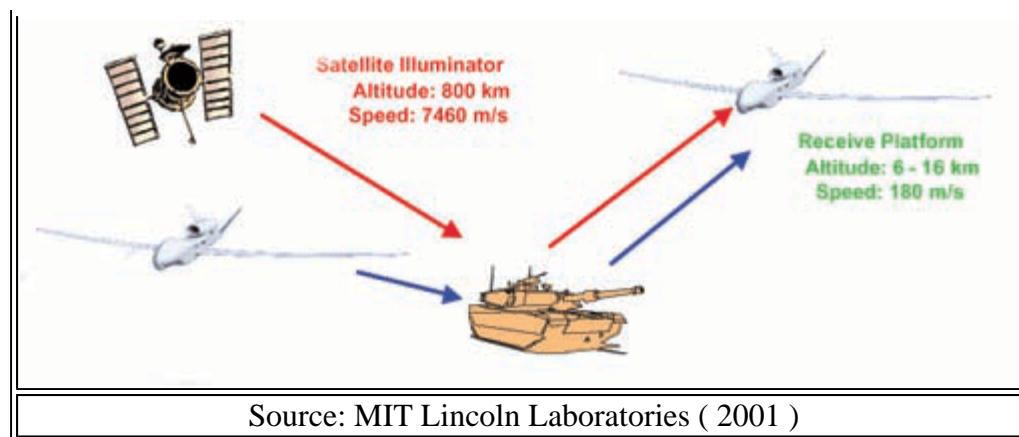 Satellite Illuminator
Altitude: 800 km
Speed: 7460 m/s
Receive Platform
Altitude: 6 - 16 km
Speed: 180 m/s
Source: MIT Lincoln Laboratories ( 2001 )